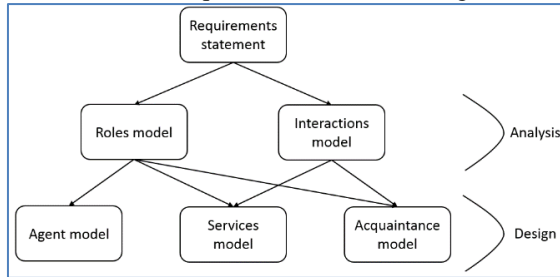 Requirements
statement
Roles model
Interactions
model
Analysis
Agent model
Services
model
Acquaintance
model
Design